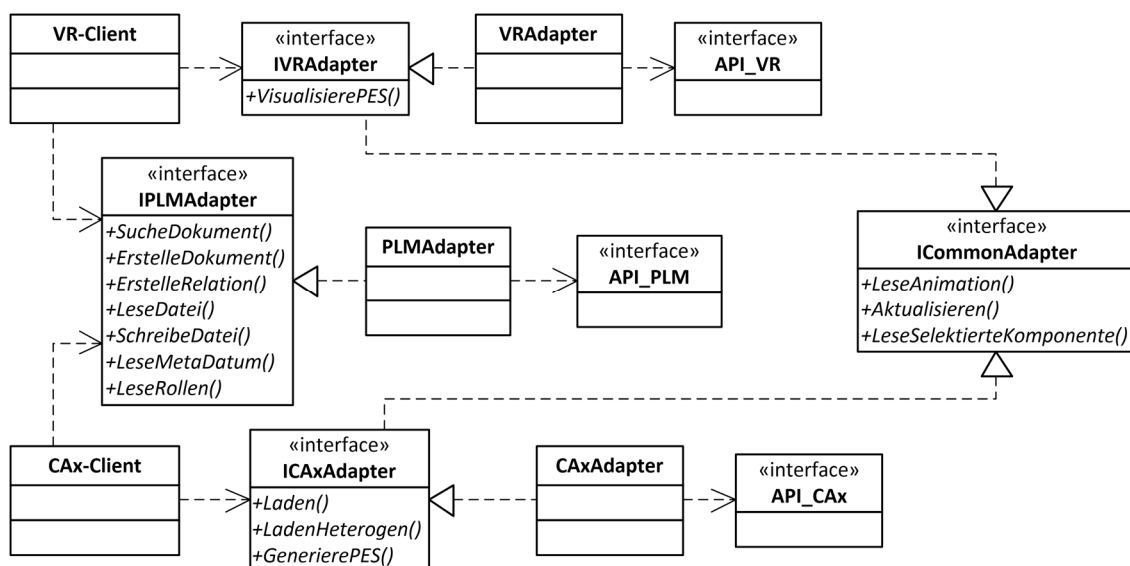 VR-Client
«interface»
IVRAdapter
+VisualisierePES()
VRAdapter
«interface»
API_VR
«interface»
IPLMAdapter
+SucheDokument()
+ErstelleDokument()
+ErstelleRelation()
+LeseDatei()
+SchreibeDatei()
+LeseMetaDatum()
+LeseRollen()
PLMAdapter
«interface»
API_PLM
«interface»
ICommonAdapter
+LeseAnimation()
+Aktualisieren()
+LeseSelektierteKomponente()
CAx-Client
«interface»
ICAxAdapter
+Laden()
+LadenHeterogen()
+GenerierePES()
CAxAdapter
«interface»
API_CAx